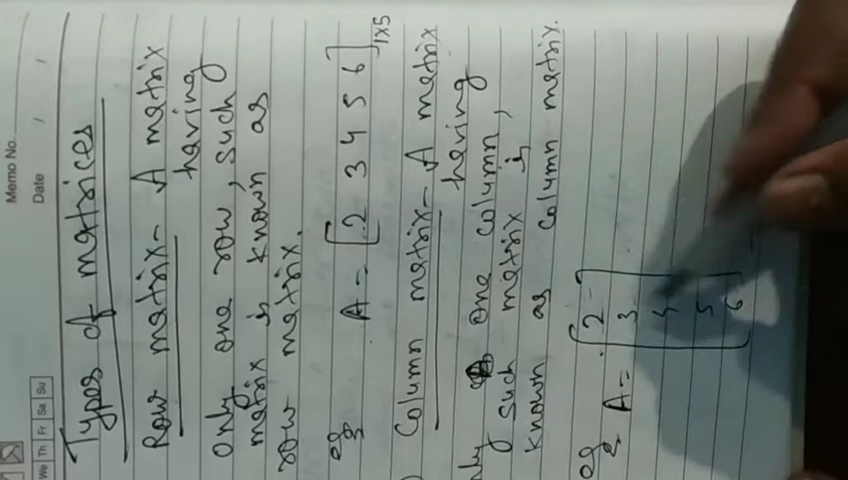 Memo No.
Date / /
We Th Fr Sa Su
Types of matrices
Row matrix - A matrix
having
only one row, such
matrix is known as
row matrix.
eg A = [2 3 4 5 6] 1x5
Column matrix - A matrix
having
only one column,
such matrix is
known as column matrix.
eg A = [2
3
4
5
6]